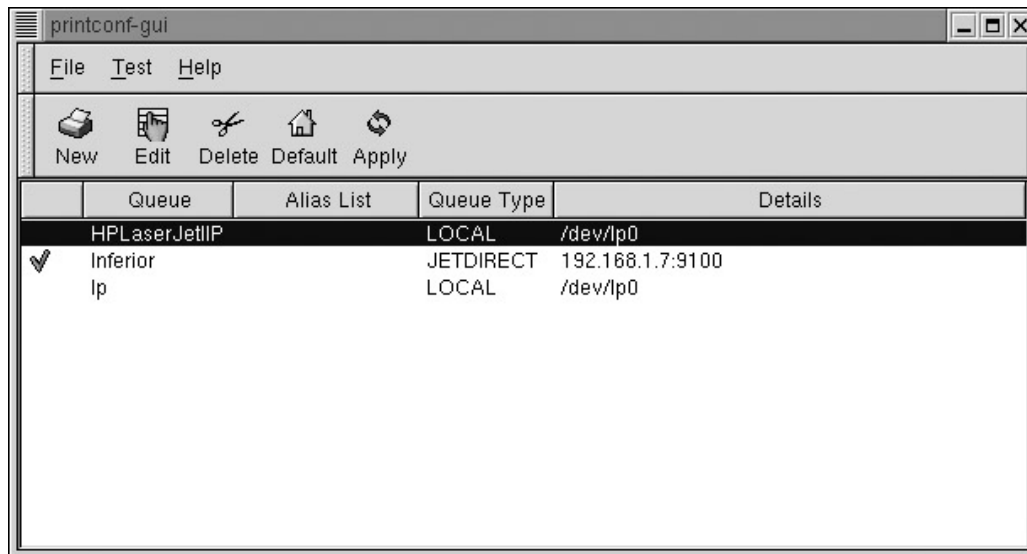 printconf-gui
File Test Help
New Edit Delete Default Apply
Queue Alias List Queue Type Details
HPLaserJetIIP LOCAL /dev/lp0
Inferior JETDIRECT 192.168.1.7:9100
lp LOCAL /dev/lp0